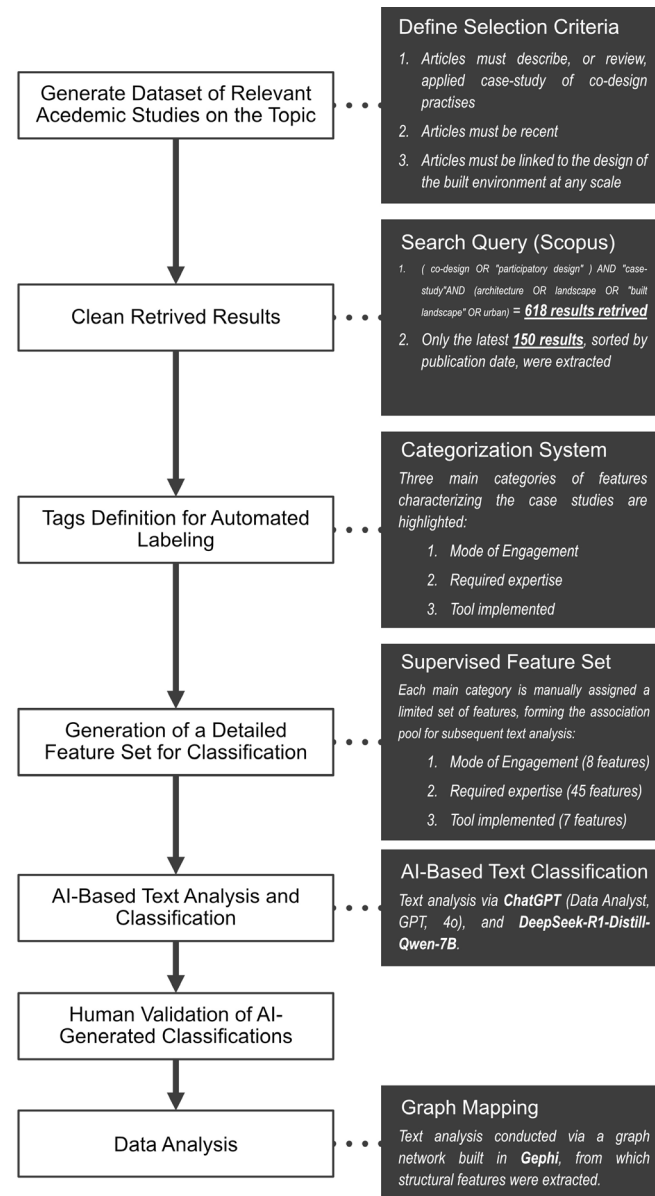 Generate Dataset of Relevant
Acedemic Studies on the Topic
Define Selection Criteria
1. Articles must describe, or review,
applied case-study of co-design
practises
2. Articles must be recent
3. Articles must be linked to the design of
the built environment at any scale
Clean Retrived Results
Search Query (Scopus)
1. ( co-design OR "participatory design" ) AND "case-
study"AND (architecture OR landscape OR "built
landscape" OR urban) = 618 results retrived
2. Only the latest 150 results, sorted by
publication date, were extracted
Tags Definition for Automated
Labeling
Categorization System
Three main categories of features
characterizing the case studies are
highlighted:
1. Mode of Engagement
2. Required expertise
3. Tool implemented
Generation of a Detailed
Feature Set for Classification
Supervised Feature Set
Each main category is manually assigned a
limited set of features, forming the association
pool for subsequent text analysis:
1. Mode of Engagement (8 features)
2. Required expertise (45 features)
3. Tool implemented (7 features)
AI-Based Text Analysis and
Classification
AI-Based Text Classification
Text analysis via ChatGPT (Data Analyst,
GPT, 4o), and DeepSeek-R1-Distill-
Qwen-7B.
Human Validation of AI-
Generated Classifications
Data Analysis
Graph Mapping
Text analysis conducted via a graph
network built in Gephi, from which
structural features were extracted.